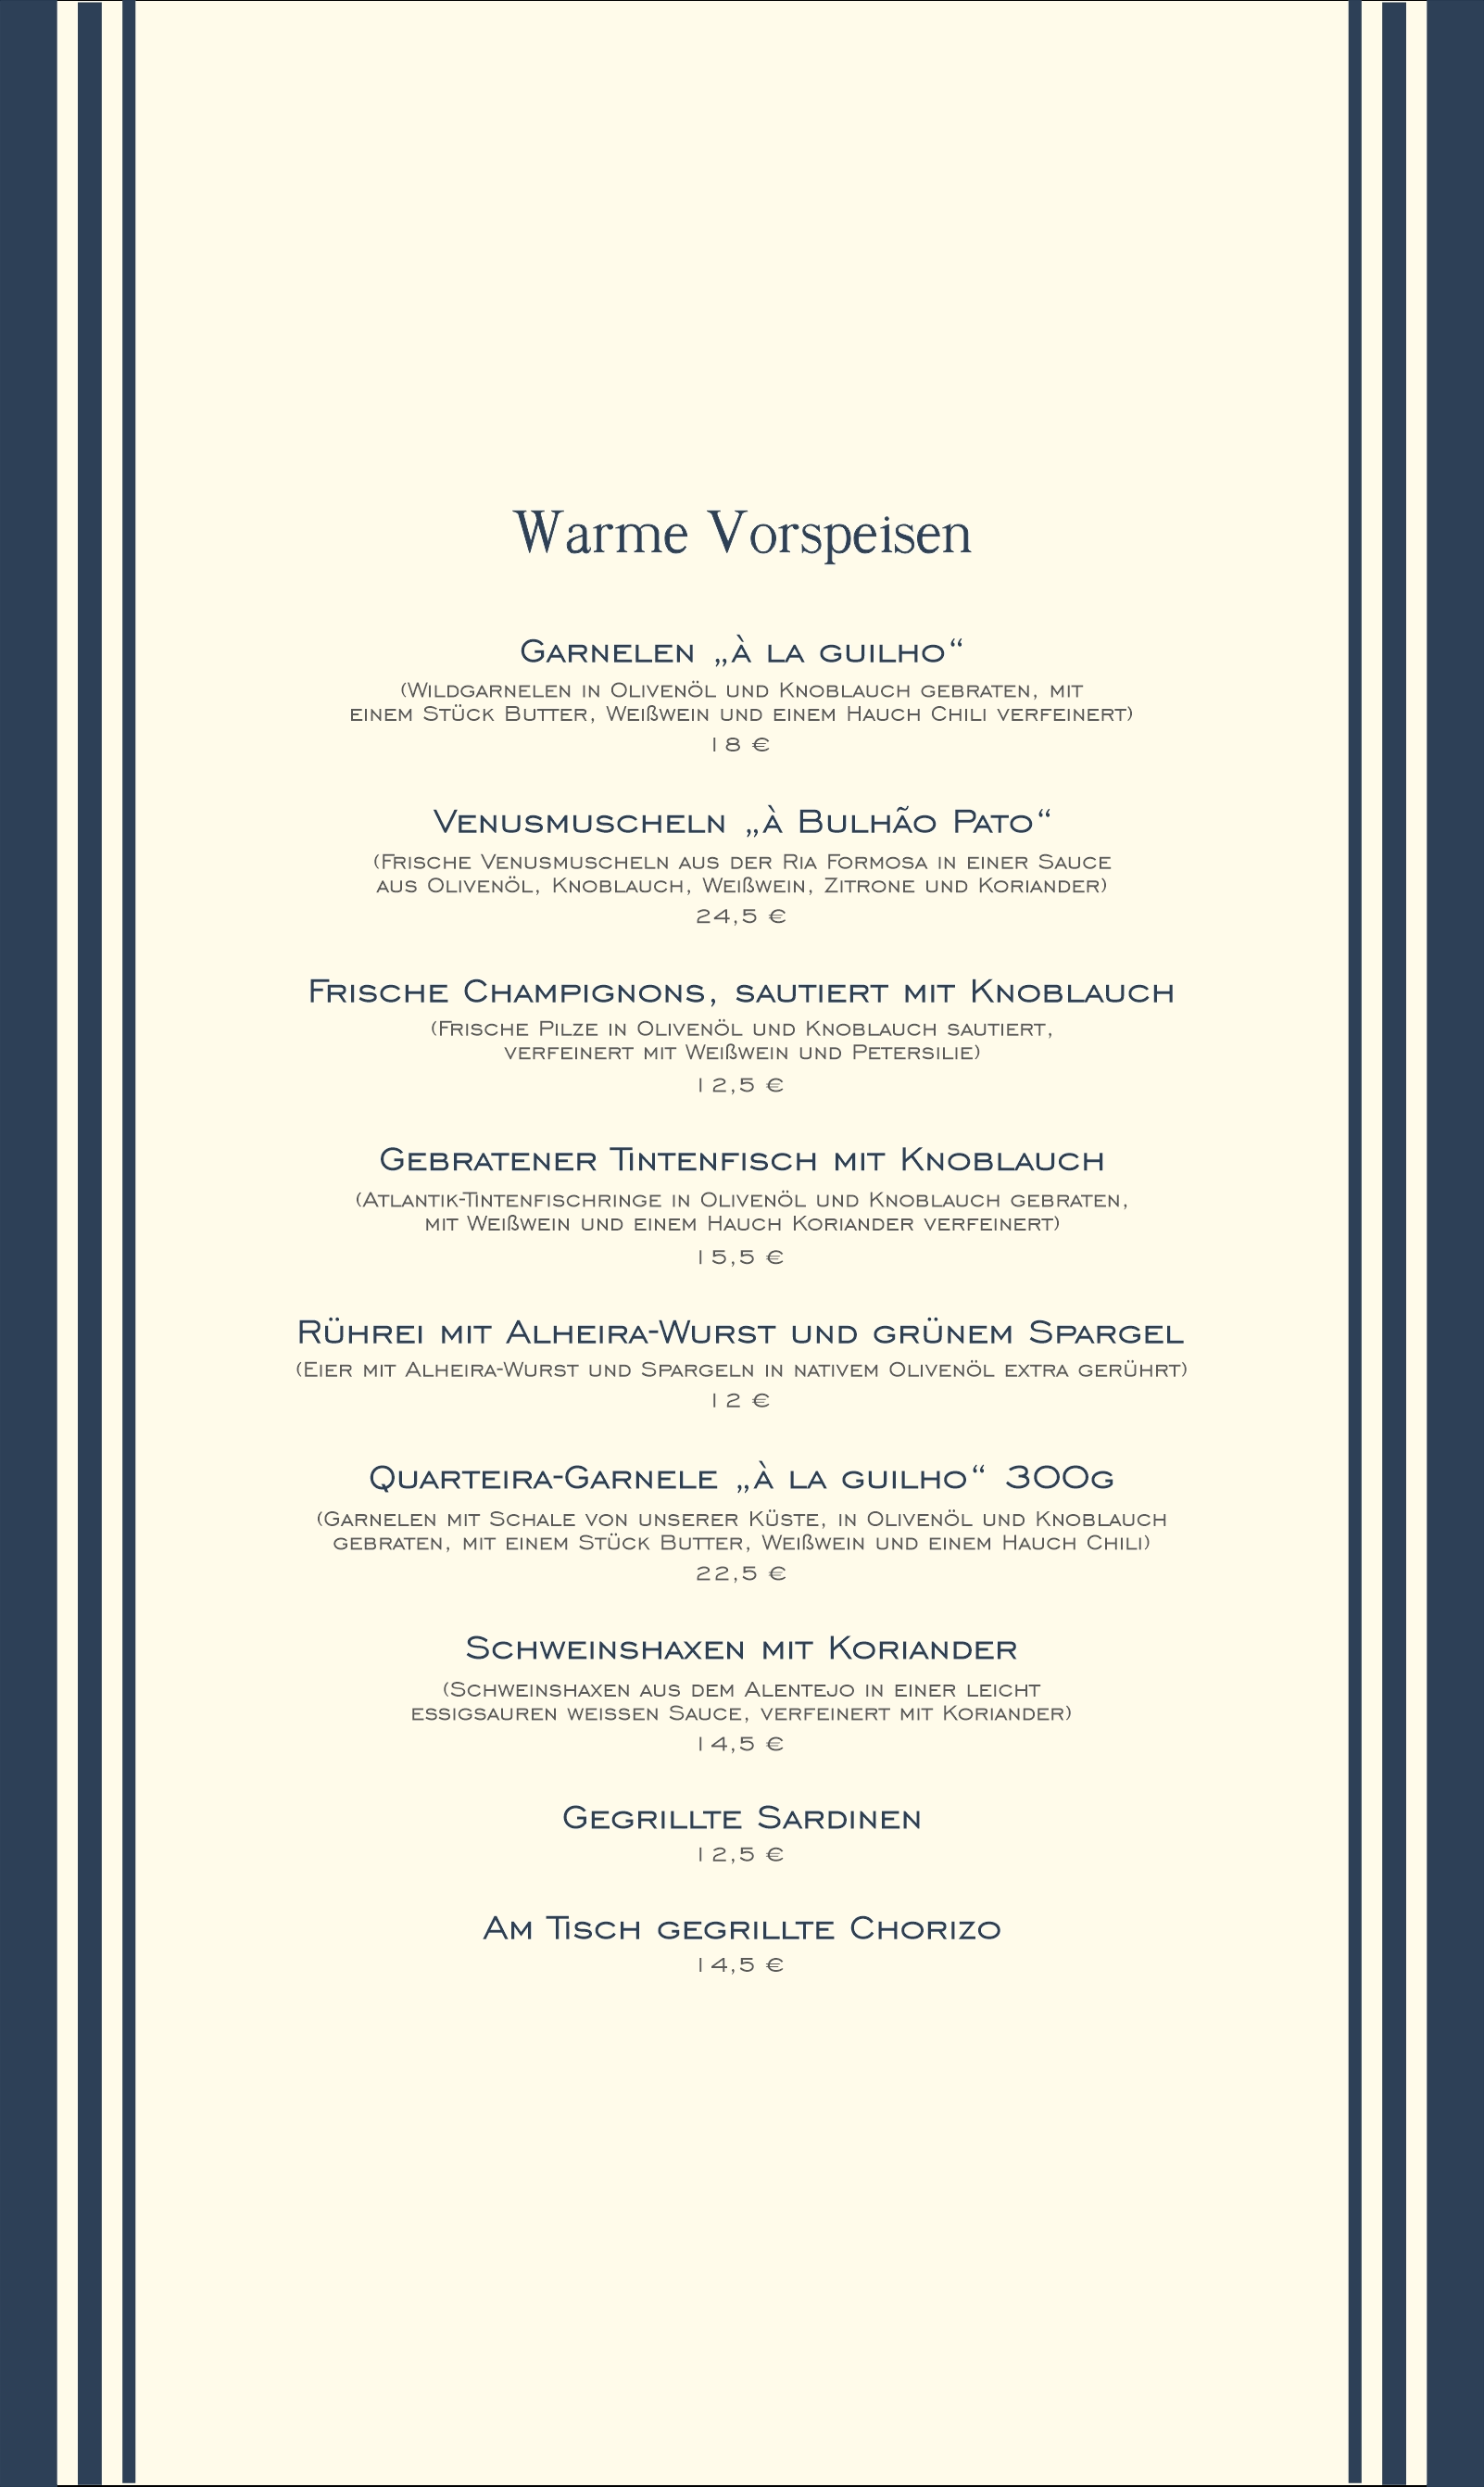 Warme Vorspeisen
Garnelen „à la guilho“
(Wildgarnelen in Olivenöl und Knoblauch gebraten, mit
einem Stück Butter, Weißwein und einem Hauch Chili verfeinert)
18 €
Venusmuscheln „à Bulhão Pato“
(Frische Venusmuscheln aus der Ria Formosa in einer Sauce
aus Olivenöl, Knoblauch, Weißwein, Zitrone und Koriander)
24,5 €
Frische Champignons, sautiert mit Knoblauch
(Frische Pilze in Olivenöl und Knoblauch sautiert,
verfeinert mit Weißwein und Petersilie)
12,5 €
Gebratener Tintenfisch mit Knoblauch
(Atlantik-Tintenfischringe in Olivenöl und Knoblauch gebraten,
mit Weißwein und einem Hauch Koriander verfeinert)
15,5 €
Rührei mit Alheira-Wurst und grünem Spargel
(Eier mit Alheira-Wurst und Spargeln in nativem Olivenöl extra gerührt)
12 €
Quarteira-Garnele „à la guilho“ 300g
(Garnelen mit Schale von unserer Küste, in Olivenöl und Knoblauch
gebraten, mit einem Stück Butter, Weißwein und einem Hauch Chili)
22,5 €
Schweinshaxen mit Koriander
(Schweinshaxen aus dem Alentejo in einer leicht
essigsauren weissen Sauce, verfeinert mit Koriander)
14,5 €
Gegrillte Sardinen
12,5 €
Am Tisch gegrillte Chorizo
14,5 €